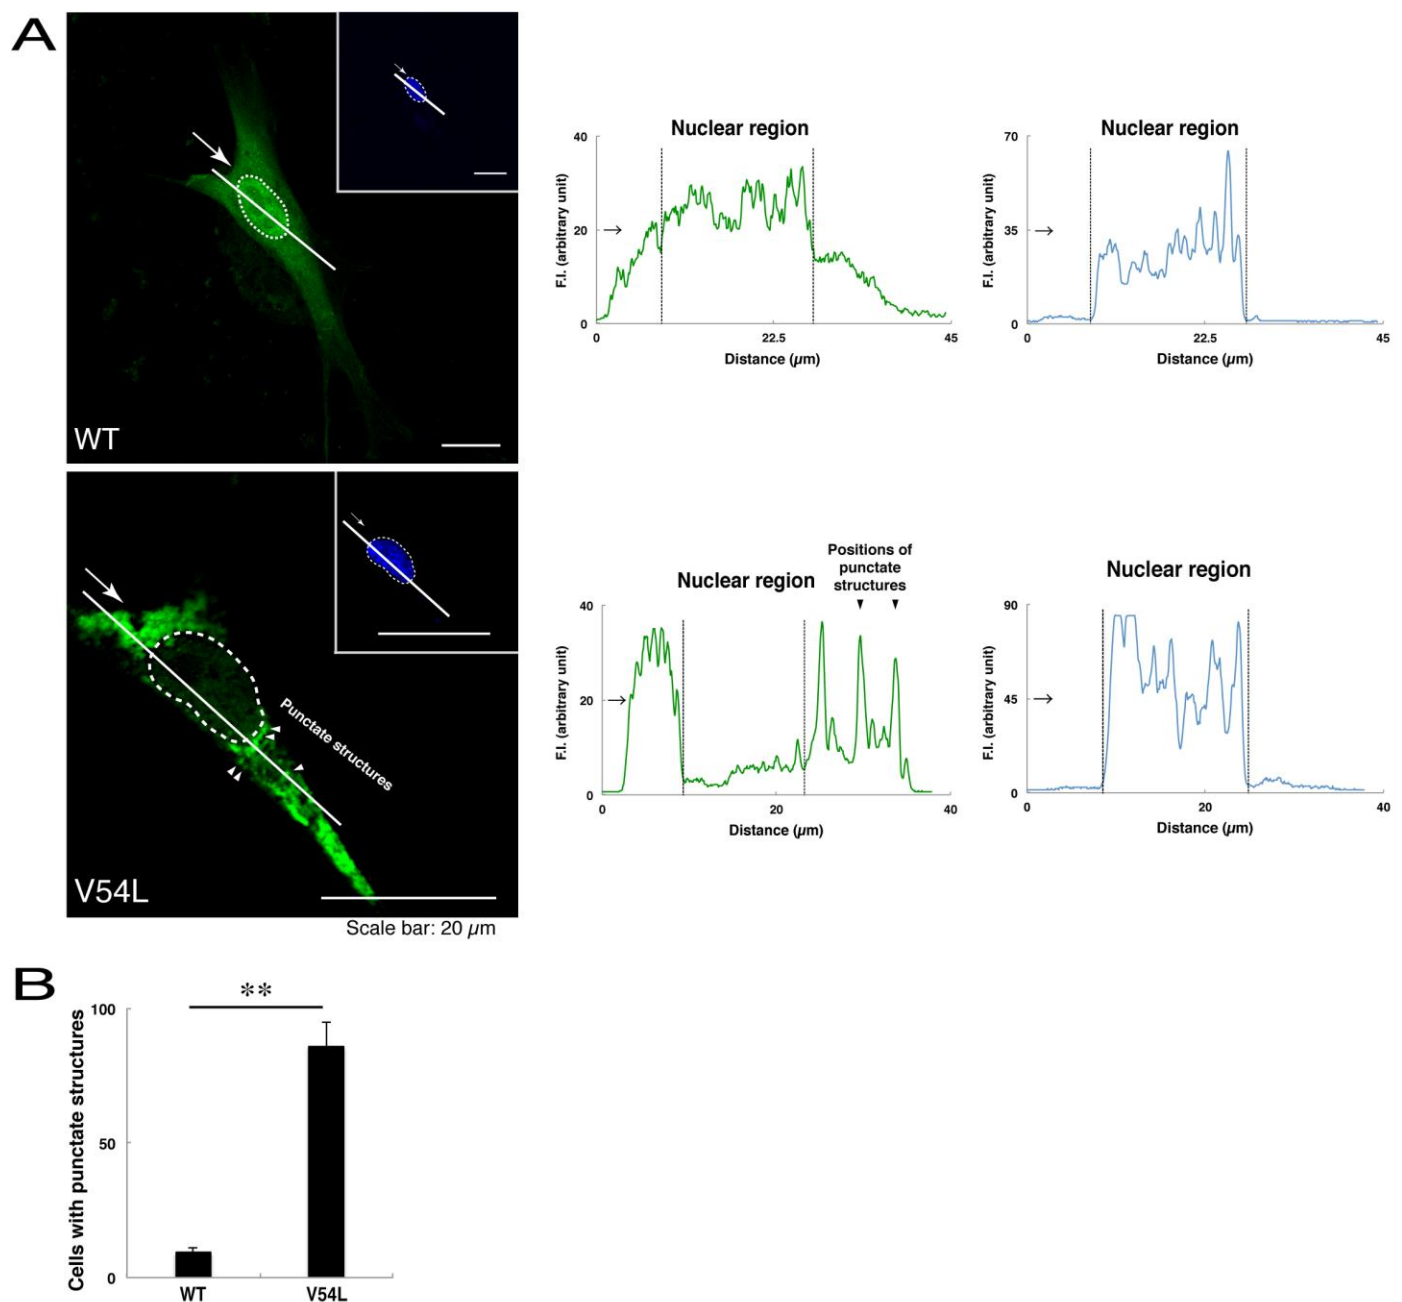 A
WT
Nuclear region
40
20
0
0
22.5
45
F.I. (arbitrary unit)
Distance (µm)
Nuclear region
70
35
0
0
22.5
45
F.I. (arbitrary unit)
Distance (µm)
Punctate structures
V54L
Scale bar: 20 µm
Positions of
punctate
structures
Nuclear region
40
20
0
0
20
40
F.I. (arbitrary unit)
Distance (µm)
Nuclear region
90
45
0
0
20
40
F.I. (arbitrary unit)
Distance (µm)
B
**
100
50
0
Cells with punctate structures
WT
V54L